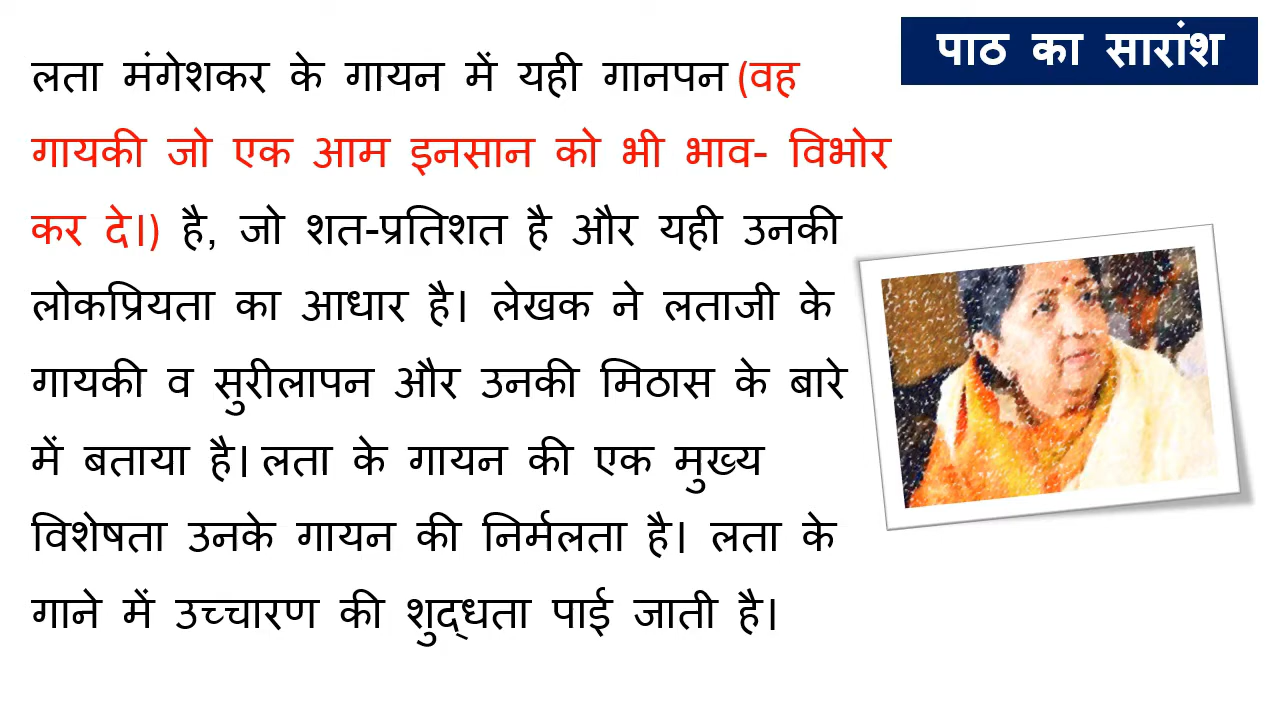 पाठ का सारांश
लता मंगेशकर के गायन में यही गानपन (वह
गायकी जो एक आम इनसान को भी भाव- विभोर
कर दे।) है, जो शत-प्रतिशत है और यही उनकी
लोकप्रियता का आधार है। लेखक ने लताजी के
गायकी व सुरीलापन और उनकी मिठास के बारे
में बताया है। लता के गायन की एक मुख्य
विशेषता उनके गायन की निर्मलता है। लता के
गाने में उच्चारण की शुद्धता पाई जाती है।